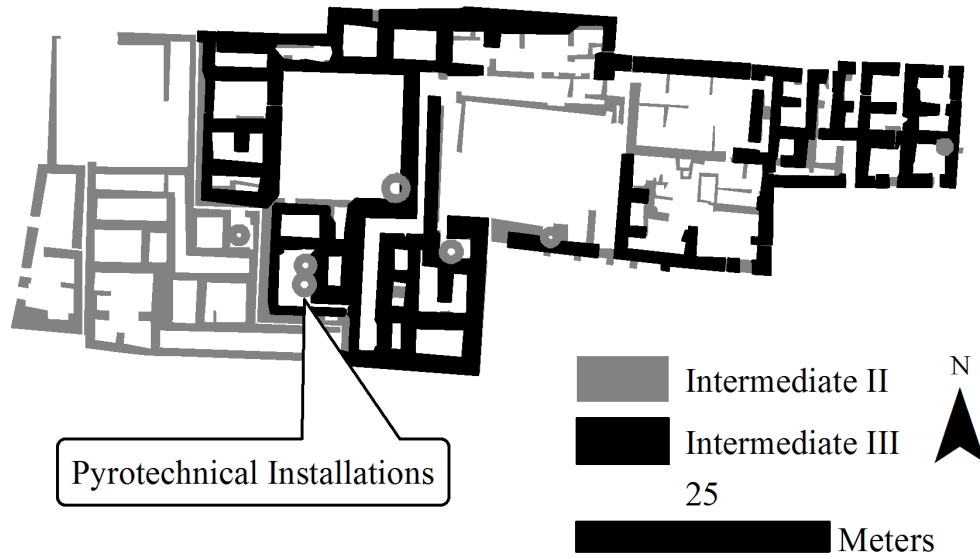 N
Intermediate II
Intermediate III
Pyrotechnical Installations
25
Meters